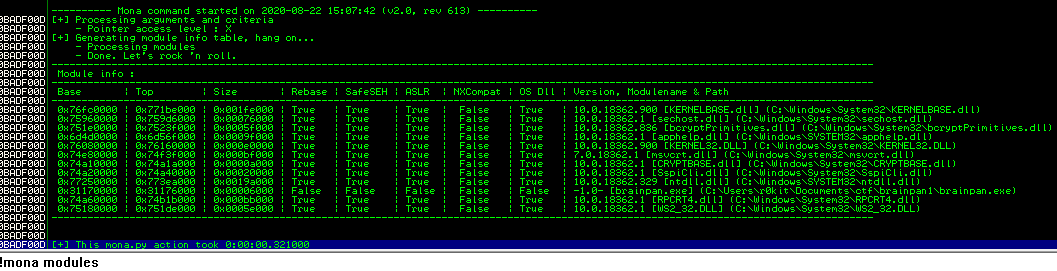 0BADF00D ---------- Mona command started on 2020-08-22 15:07:42 (v2.0, rev 613) ----------
0BADF00D [+] Processing arguments and criteria
0BADF00D - Pointer access level : X
0BADF00D [+] Generating module info table, hang on...
0BADF00D - Processing modules
0BADF00D - Done. Let's rock 'n roll.
0BADF00D
0BADF00D Module info :
0BADF00D
0BADF00D Base | Top | Size | Rebase | SafeSEH | ASLR | NXCompat | OS Dll | Version, Modulename & Path
0BADF00D
0BADF00D 0x76fc0000 | 0x771be000 | 0x001fe000 | True | True | True | False | True | 10.0.18362.900 [KERNELBASE.dll] (C:\Windows\System32\KERNELBASE.dll)
0BADF00D 0x75960000 | 0x759d6000 | 0x00076000 | True | True | True | False | True | 10.0.18362.1 [sechost.dll] (C:\Windows\System32\sechost.dll)
0BADF00D 0x751e0000 | 0x7523f000 | 0x0005f000 | True | True | True | False | True | 10.0.18362.836 [bcryptPrimitives.dll] (C:\Windows\System32\bcryptPrimitives.dll)
0BADF00D 0x6d4d0000 | 0x6d56f000 | 0x0009f000 | True | True | True | False | True | 10.0.18362.1 [apphelp.dll] (C:\Windows\SYSTEM32\apphelp.dll)
0BADF00D 0x76080000 | 0x76160000 | 0x000e0000 | True | True | True | False | True | 10.0.18362.900 [KERNEL32.DLL] (C:\Windows\System32\KERNEL32.DLL)
0BADF00D 0x74e80000 | 0x74f3f000 | 0x000bf000 | True | True | True | False | True | 7.0.18362.1 [msvcrt.dll] (C:\Windows\System32\msvcrt.dll)
0BADF00D 0x74a10000 | 0x74a1a000 | 0x0000a000 | True | True | True | False | True | 10.0.18362.1 [CRYPTBASE.dll] (C:\Windows\System32\CRYPTBASE.dll)
0BADF00D 0x74a20000 | 0x74a40000 | 0x00020000 | True | True | True | False | True | 10.0.18362.1 [SspiCli.dll] (C:\Windows\System32\SspiCli.dll)
0BADF00D 0x77250000 | 0x773ea000 | 0x0019a000 | True | True | True | False | True | 10.0.18362.329 [ntdll.dll] (C:\Windows\SYSTEM32\ntdll.dll)
0BADF00D 0x31170000 | 0x31176000 | 0x00006000 | False | False | False | False | False | -1.0- [brainpan.exe] (C:\Users\r0kit\Documents\ctf\brainpan1\brainpan.exe)
0BADF00D 0x74a60000 | 0x74b1b000 | 0x000bb000 | True | True | True | False | True | 10.0.18362.1 [RPCRT4.dll] (C:\Windows\System32\RPCRT4.dll)
0BADF00D 0x75180000 | 0x751de000 | 0x0005e000 | True | True | True | False | True | 10.0.18362.1 [WS2_32.DLL] (C:\Windows\System32\WS2_32.DLL)
0BADF00D
0BADF00D
0BADF00D
0BADF00D [+] This mona.py action took 0:00:00.321000
!mona modules